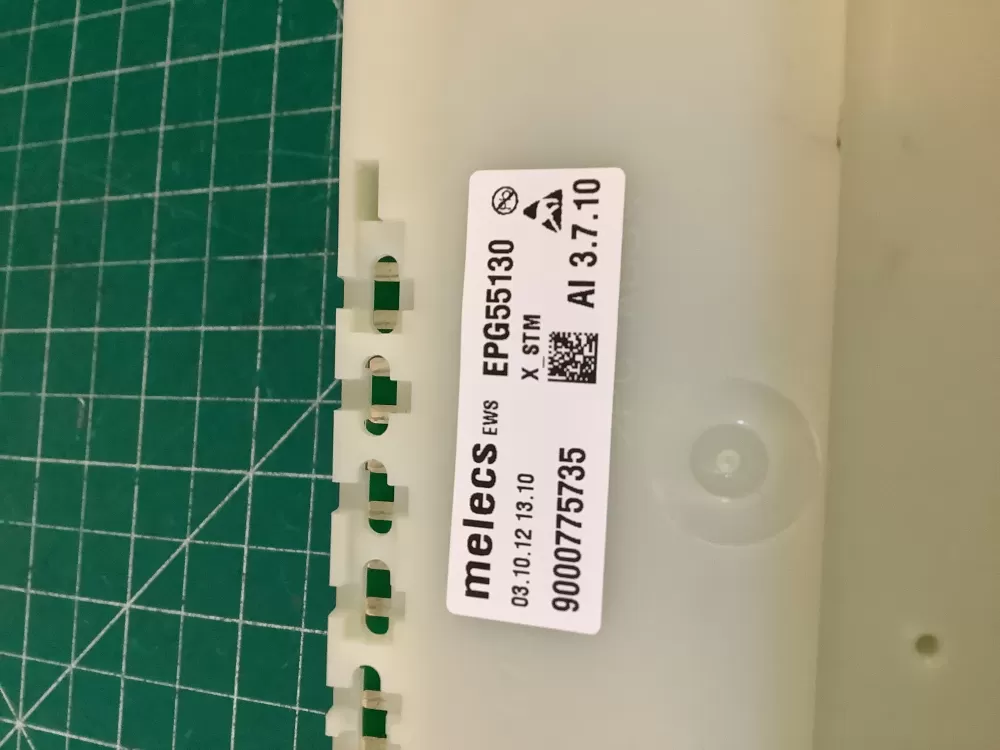 melecs EWS EPG55130
03.10.12 13.10 X_STM
9000775735 AI 3.7.10